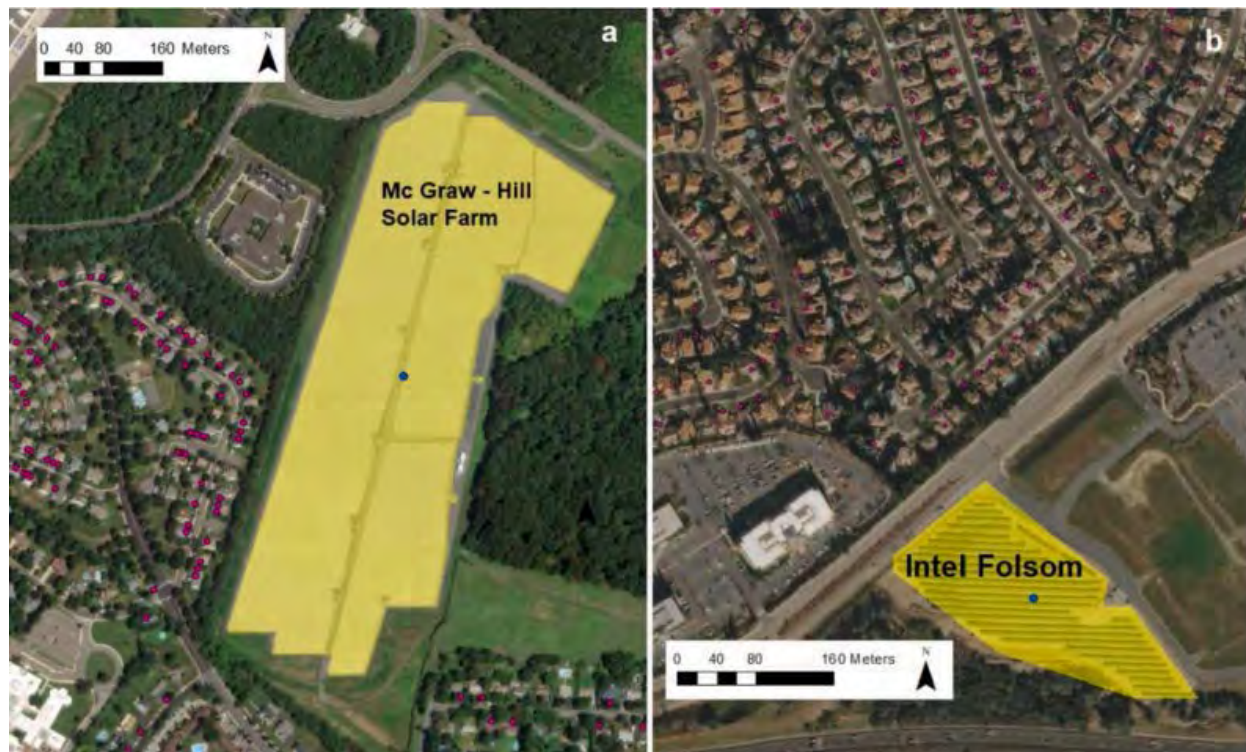 a
0 40 80 160 Meters
N
Mc Graw - Hill
Solar Farm
b
Intel Folsom
0 40 80 160 Meters
N